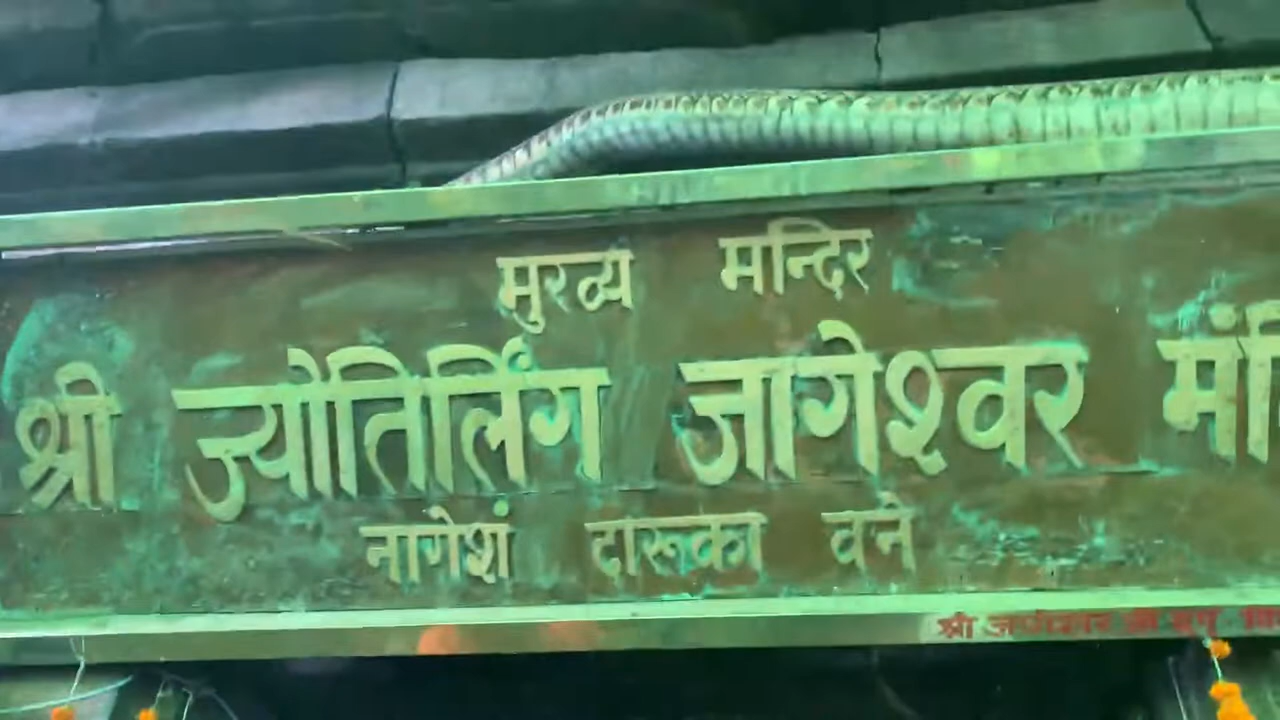 मुख्य मन्दिर
श्री ज्योतिर्लिंग जागेश्वर मं
नागेशं दारूका वने
श्री